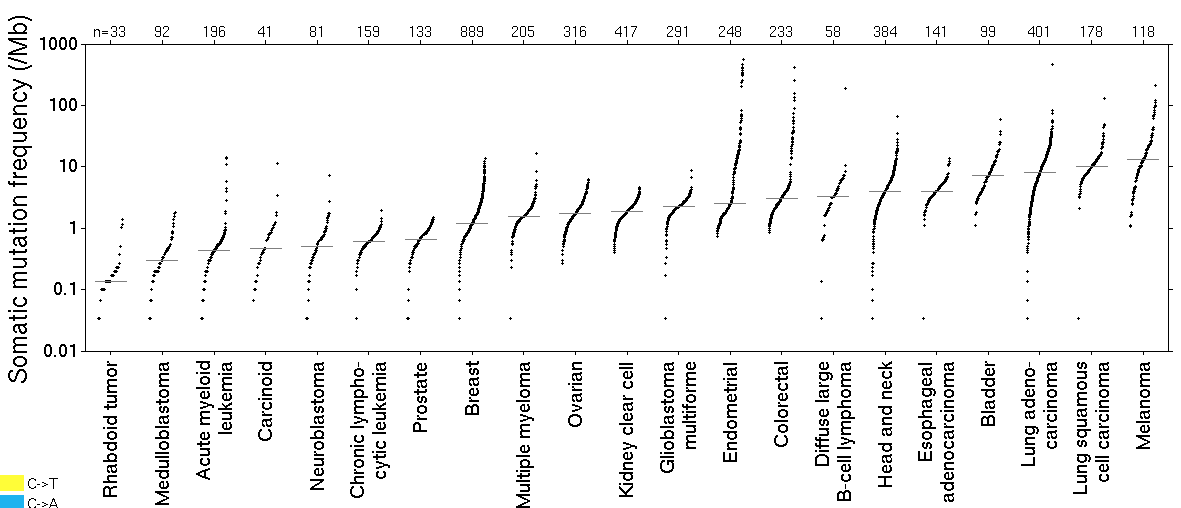 n=33 92 196 41 81 159 133 889 205 316 417 291 248 233 58 384 141 99 401 178 118
Somatic mutation frequency (/Mb)
1000
100
10
1
0.1
0.01
Rhabdoid tumor
Medulloblastoma
Acute myeloid
leukemia
Carcinoid
Neuroblastoma
Chronic lympho-
cytic leukemia
Prostate
Breast
Multiple myeloma
Ovarian
Kidney clear cell
Glioblastoma
multiforme
Endometrial
Colorectal
Diffuse large
B-cell lymphoma
Head and neck
Esophageal
adenocarcinoma
Bladder
Lung adeno-
carcinoma
Lung squamous
cell carcinoma
Melanoma
C->T
C->A